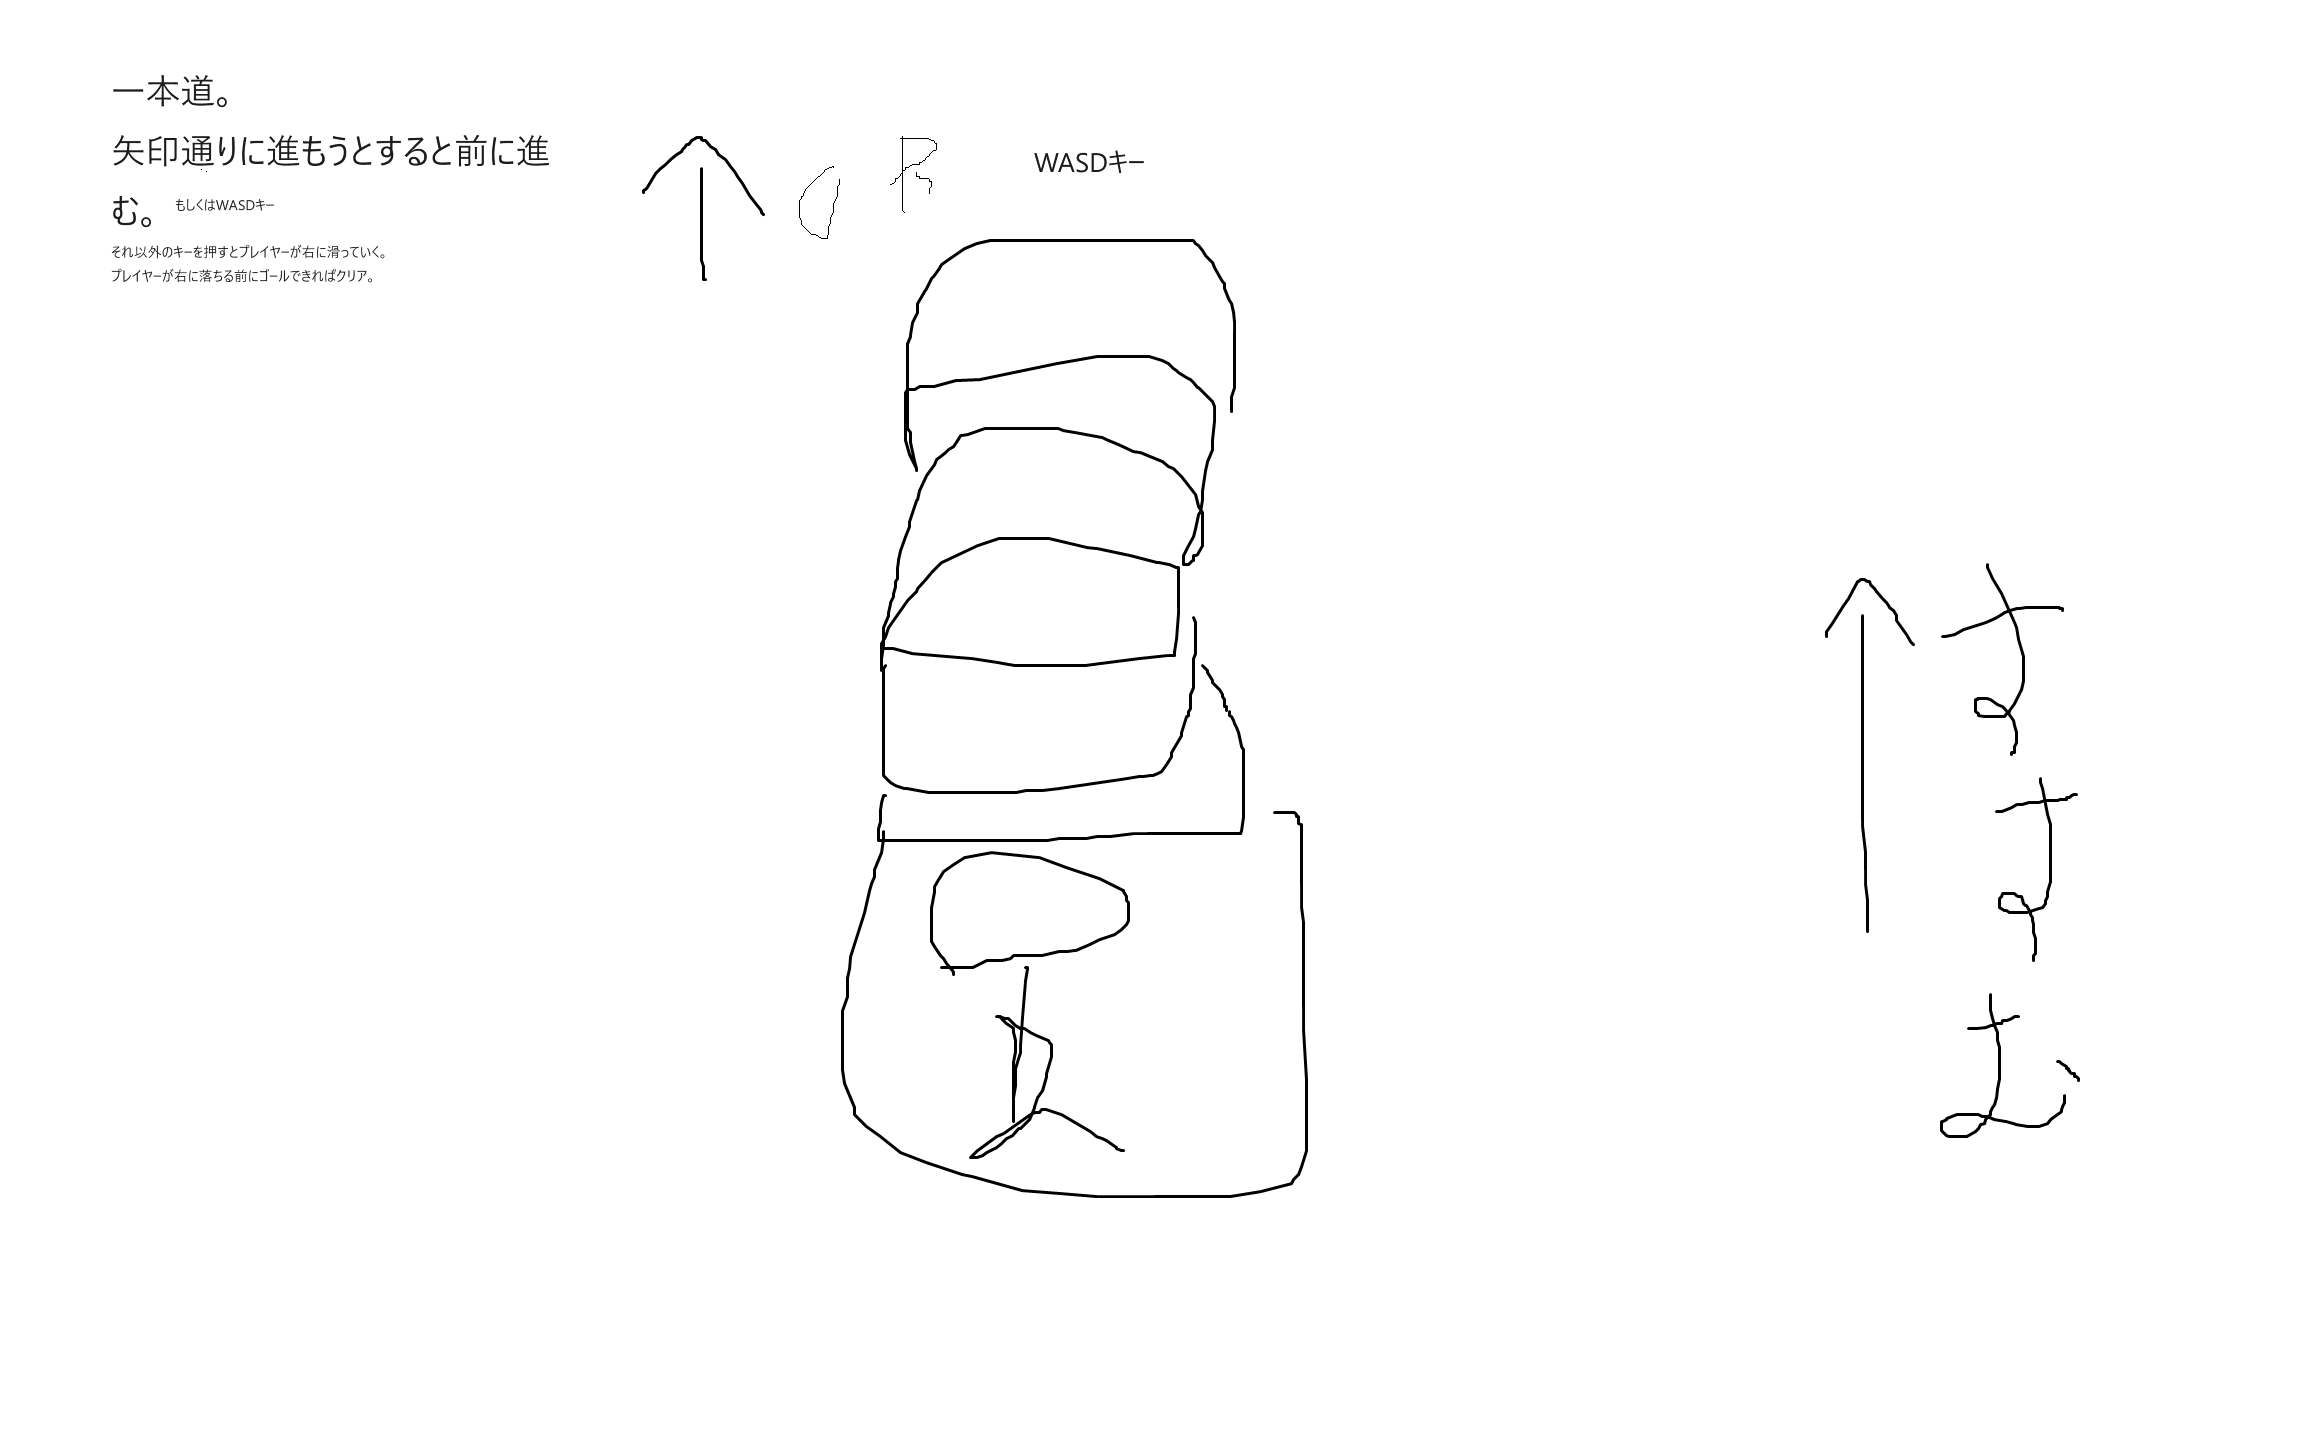 一本道。
矢印通りに進もうとすると前に進
む。 もしくはWASDキー
それ以外のキーを押すとプレイヤーが右に滑っていく。
プレイヤーが右に落ちる前にゴールできればクリア。
OR
WASDキー
すすむ